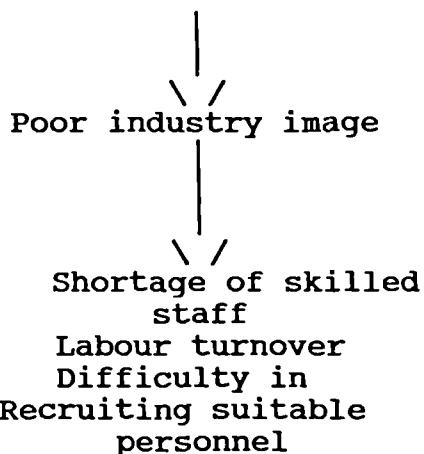 Poor industry image
Shortage of skilled
staff
Labour turnover
Difficulty in
Recruiting suitable
personnel